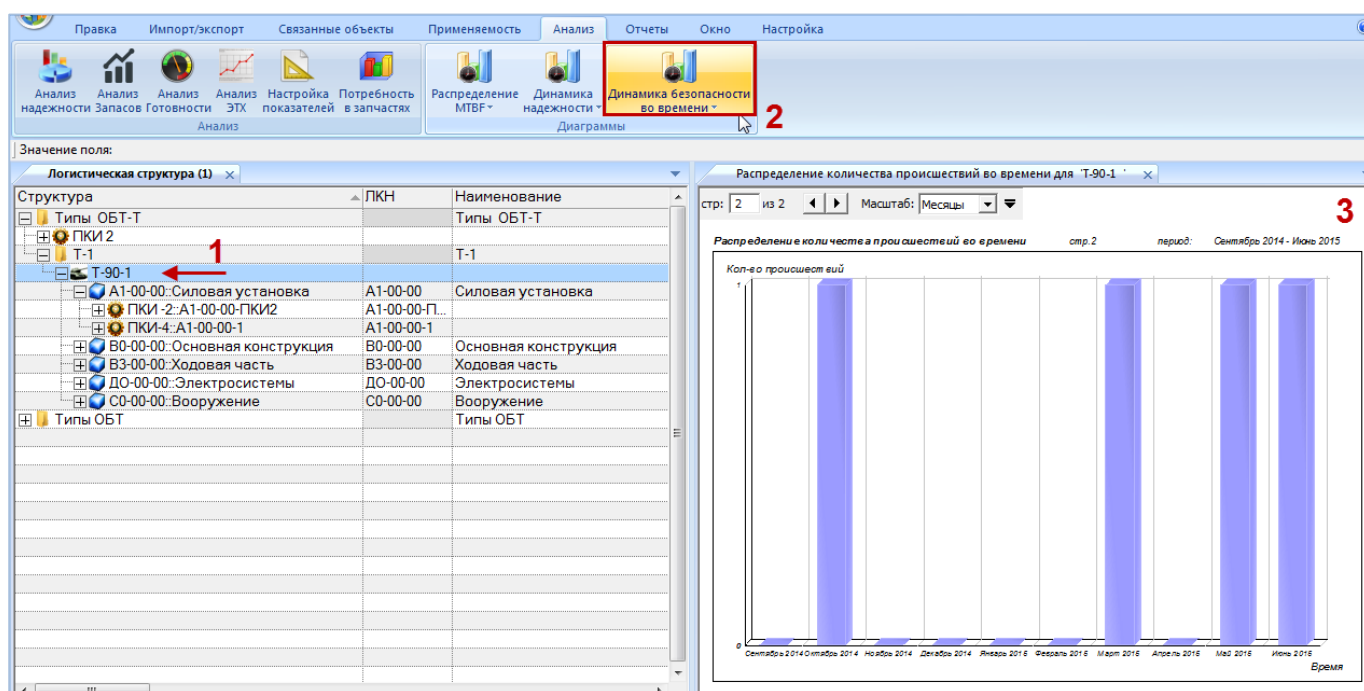 Правка Импорт/экспорт Связанные объекты Применяемость Анализ Отчеты Окно Настройка
Анализ надежности
Анализ Запасов
Анализ Готовности
Анализ ЭТХ
Настройка показателей
Потребность в запчастях
Распределение MTBF
Динамика надежности
Динамика безопасности во времени
2
Анализ Диаграммы
Значение поля:
Логистическая структура (1)
Структура ЛКН Наименование
Типы ОБТ-Т Типы ОБТ-Т
ПКИ 2
Т-1 Т-1
1
Т-90-1
А1-00-00::Силовая установка А1-00-00 Силовая установка
ПКИ -2::А1-00-00-ПКИ2 А1-00-00-П...
ПКИ-4::А1-00-00-1 А1-00-00-1
В0-00-00::Основная конструкция В0-00-00 Основная конструкция
В3-00-00::Ходовая часть В3-00-00 Ходовая часть
ДО-00-00::Электросистемы ДО-00-00 Электросистемы
С0-00-00::Вооружение С0-00-00 Вооружение
Типы ОБТ Типы ОБТ
Распределение количества происшествий во времени для 'Т-90-1 '
стр: 2 из 2 Масштаб: Месяцы
3
Распределение количества происшествий во времени стр.2 период: Сентябрь 2014 - Июнь 2015
Кол-во происшествий
1
0
Сентябрь 2014 Октябрь 2014 Ноябрь 2014 Декабрь 2014 Январь 2015 Февраль 2015 Март 2015 Апрель 2015 Май 2015 Июнь 2015
Время